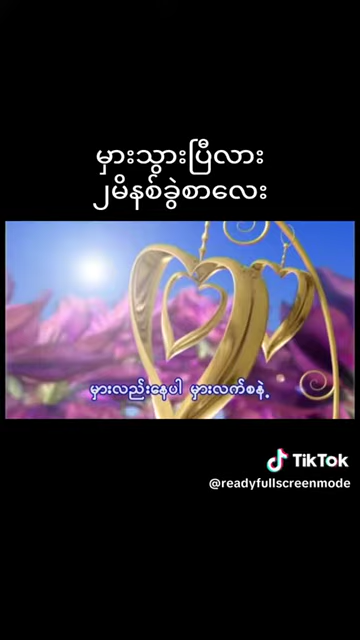 မှားသွားပြီလား
၂မိနစ်ခွဲစာလေး
မှားလည်းနေပါ မှားလက်စနဲ့
TikTok
@readyfullscreenmode